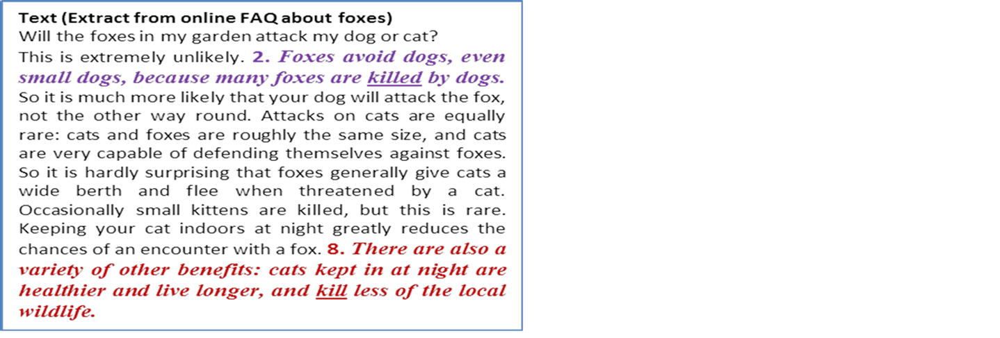 Text (Extract from online FAQ about foxes)
Will the foxes in my garden attack my dog or cat?
This is extremely unlikely. 2. Foxes avoid dogs, even
small dogs, because many foxes are killed by dogs.
So it is much more likely that your dog will attack the fox,
not the other way round. Attacks on cats are equally
rare: cats and foxes are roughly the same size, and cats
are very capable of defending themselves against foxes.
So it is hardly surprising that foxes generally give cats a
wide berth and flee when threatened by a cat.
Occasionally small kittens are killed, but this is rare.
Keeping your cat indoors at night greatly reduces the
chances of an encounter with a fox. 8. There are also a
variety of other benefits: cats kept in at night are
healthier and live longer, and kill less of the local
wildlife.